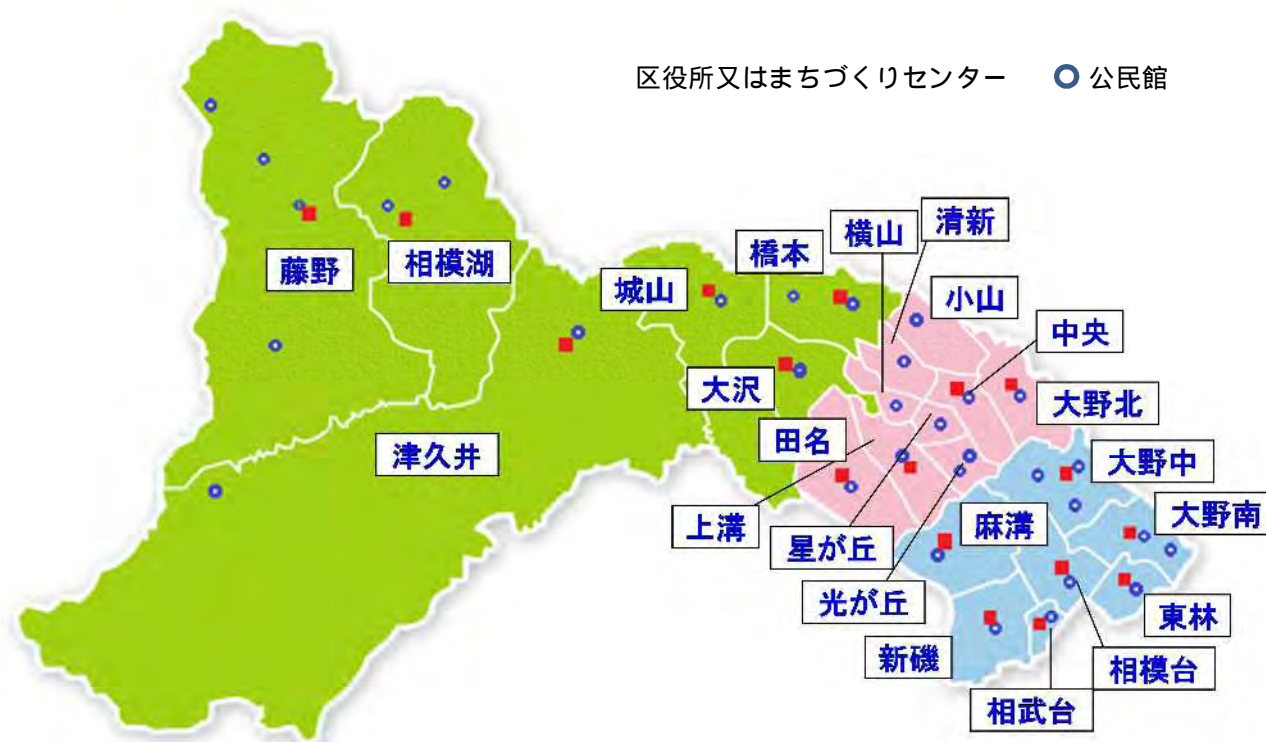 区役所又はまちづくりセンター 公民館
清新
横山
橋本
藤野
相模湖
城山
小山
中央
大沢
大野北
田名
津久井
大野中
大野南
上溝
麻溝
星が丘
光が丘
東林
新磯
相模台
相武台